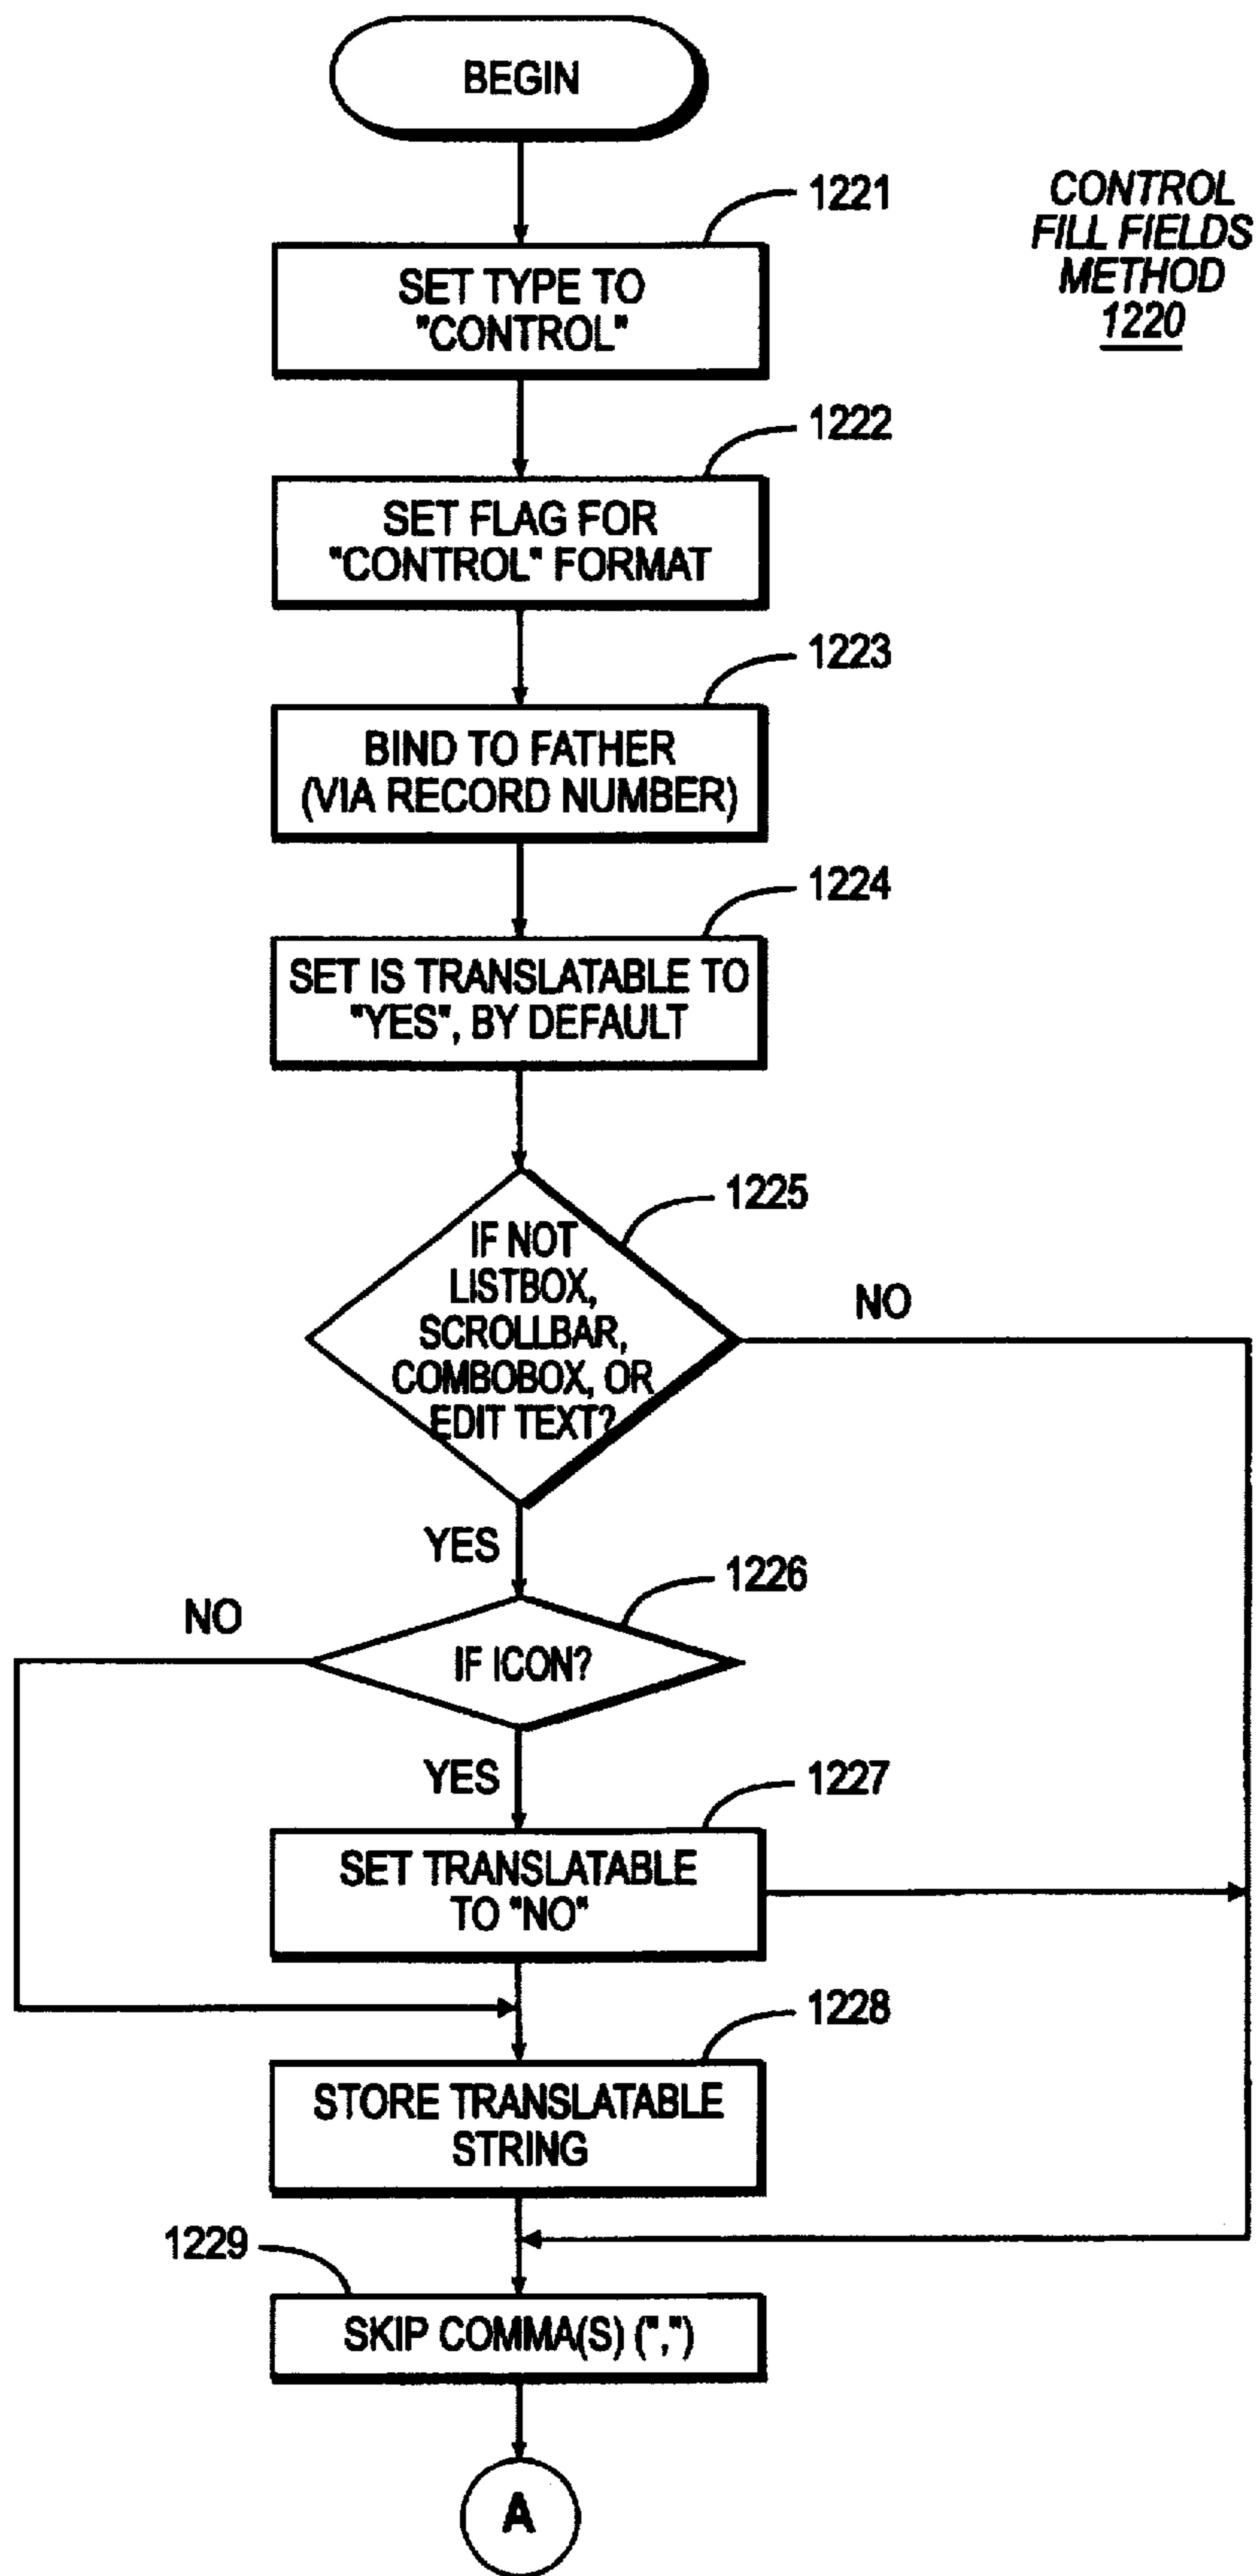 BEGIN
CONTROL
FILL FIELDS
METHOD
1220
1221
SET TYPE TO
"CONTROL"
1222
SET FLAG FOR
"CONTROL" FORMAT
1223
BIND TO FATHER
(VIA RECORD NUMBER)
1224
SET IS TRANSLATABLE TO
"YES", BY DEFAULT
1225
IF NOT
LISTBOX,
SCROLLBAR,
COMBOBOX, OR
EDIT TEXT?
NO
YES
1226
NO
IF ICON?
YES
1227
SET TRANSLATABLE
TO "NO"
1228
STORE TRANSLATABLE
STRING
1229
SKIP COMMA(S) (",")
A